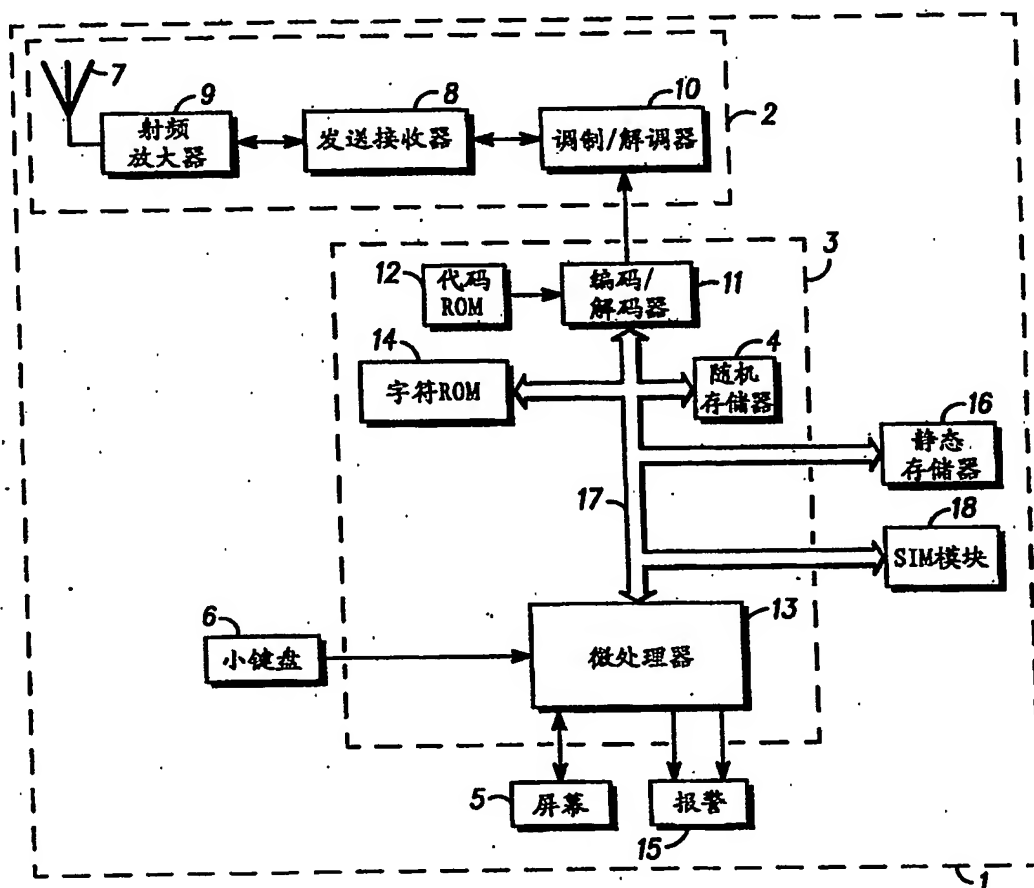 7
9
射频
放大器
8
发送接收器
10
调制/解调器
2
3
12
代码
ROM
编码/
解码器
11
14
字符ROM
4
随机
存储器
16
静态
存储器
17
18
SIM模块
13
微处理器
6
小键盘
5
屏幕
报警
15
1